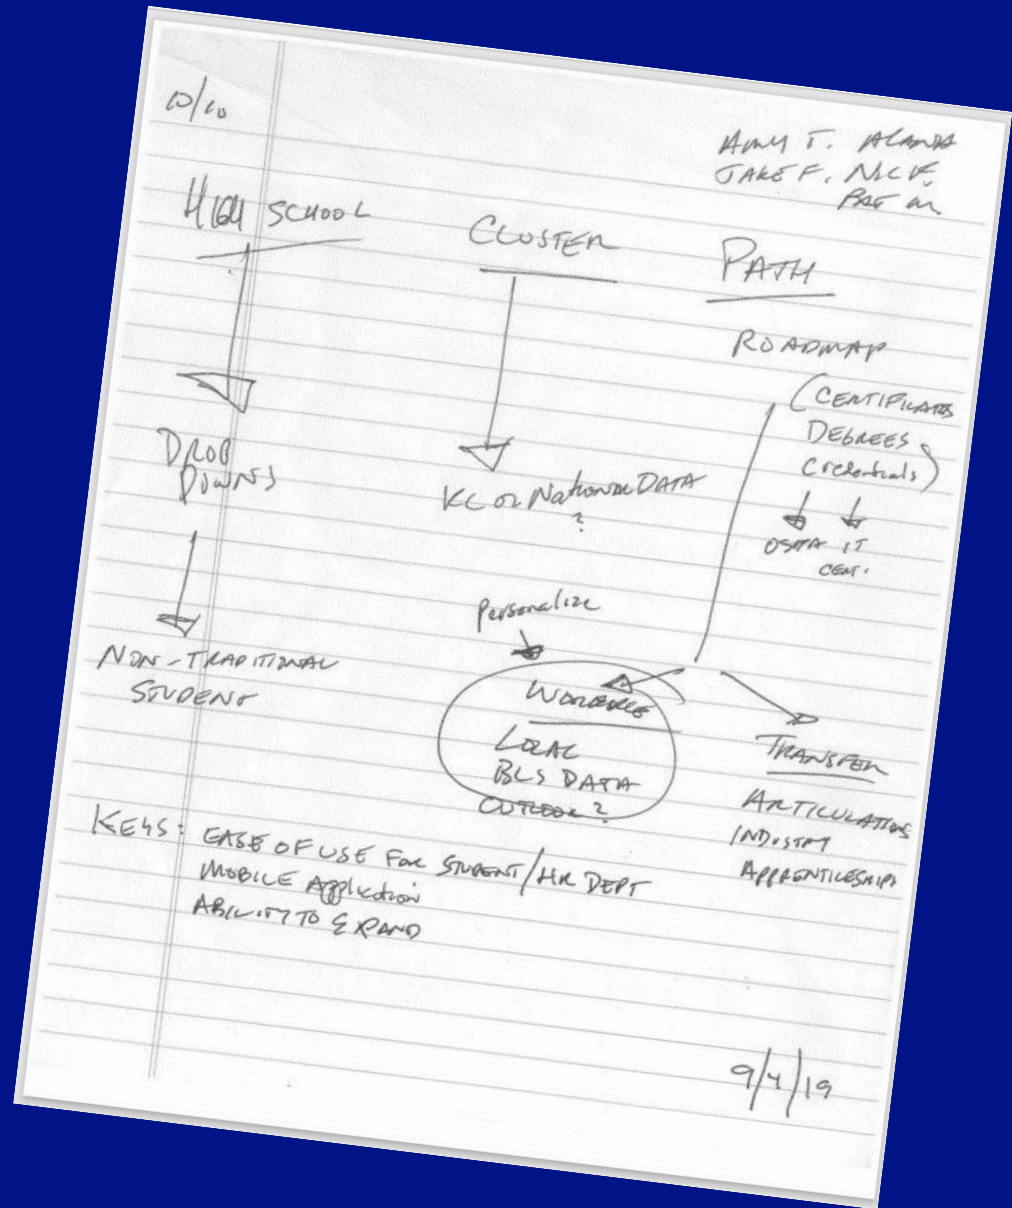 10/10
AMY T. AMANDA
JAKE F. NICK
PAT M
HIGH SCHOOL
CLUSTER
PATH
ROADMAP
(CERTIFICATES
DEGREES
Credentials)
OSHA IT
CERT.
DROP
DOWNS
KC OR National DATA
?
Personalize
NON-TRADITIONAL
STUDENT
WORKFORCE
LOCAL
BLS DATA
OUTLOOK?
TRANSFER
ARTICULATIONS
INDUSTRY
APPRENTICESHIPS
KEYS: EASE OF USE FOR STUDENT/HR DEPT
MOBILE Application
ABILITY TO EXPAND
9/4/19